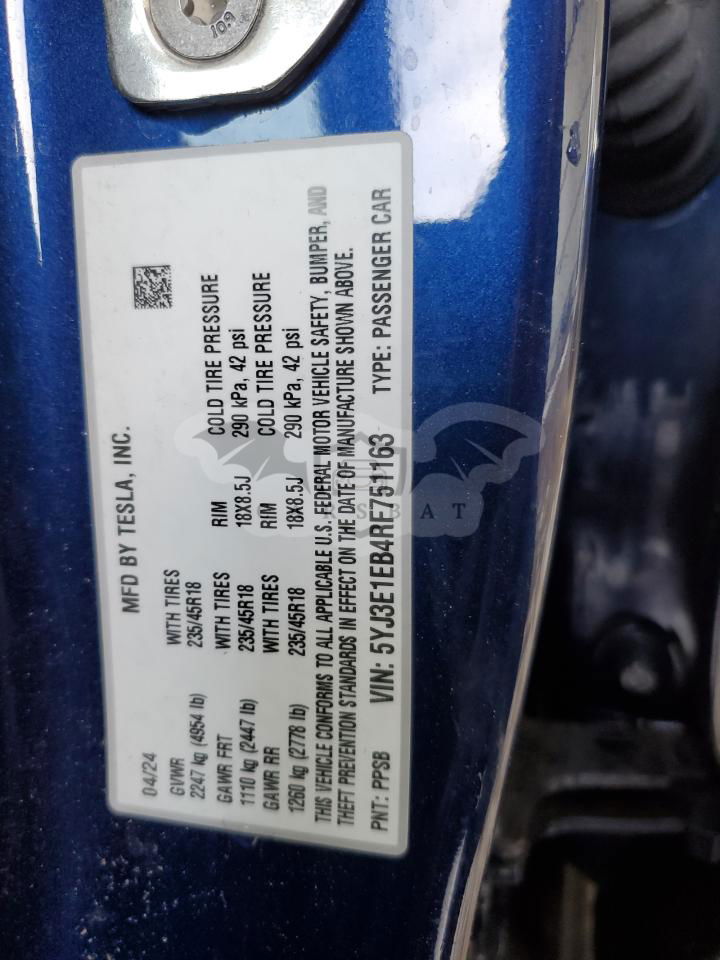 10.9
MFD BY TESLA, INC.
04/24
GVWR WITH TIRES RIM COLD TIRE PRESSURE
2247 kg (4954 lb) 235/45R18 18X8.5J 290 kPa, 42 psi
GAWR FRT WITH TIRES RIM COLD TIRE PRESSURE
1110 kg (2447 lb) 235/45R18 18X8.5J 290 kPa, 42 psi
GAWR RR WITH TIRES
1260 kg (2778 lb) 235/45R18
THIS VEHICLE CONFORMS TO ALL APPLICABLE U.S. FEDERAL MOTOR VEHICLE SAFETY, BUMPER, AND
THEFT PREVENTION STANDARDS IN EFFECT ON THE DATE OF MANUFACTURE SHOWN ABOVE.
PNT: PPSB VIN: 5YJ3E1EB4RF751163 TYPE: PASSENGER CAR